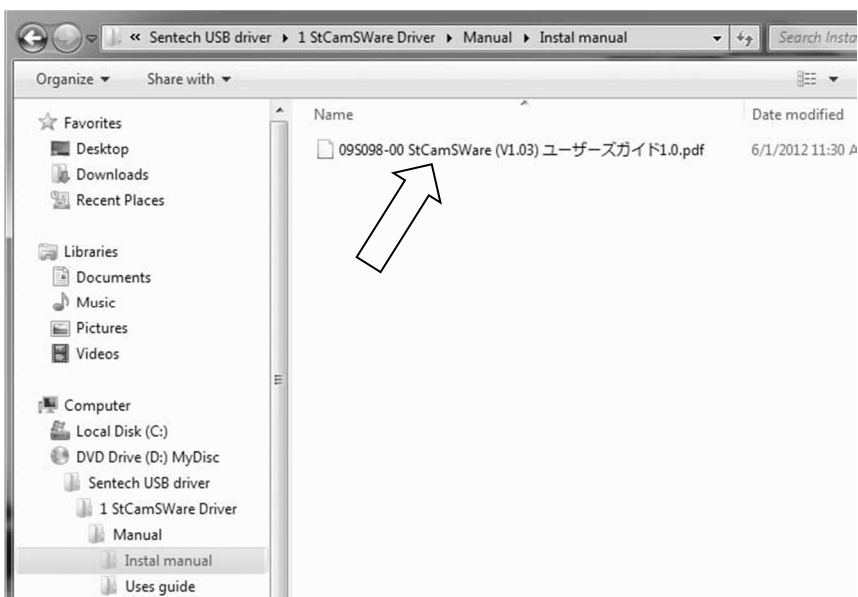 « Sentech USB driver 1 StCamSWare Driver Manual Instal manual Search Insta
Organize Share with
Name Date modified
09S098-00 StCamSWare (V1.03) ユーザーズガイド1.0.pdf 6/1/2012 11:30 A
Favorites
Desktop
Downloads
Recent Places
Libraries
Documents
Music
Pictures
Videos
Computer
Local Disk (C:)
DVD Drive (D:) MyDisc
Sentech USB driver
1 StCamSWare Driver
Manual
Instal manual
Uses guide